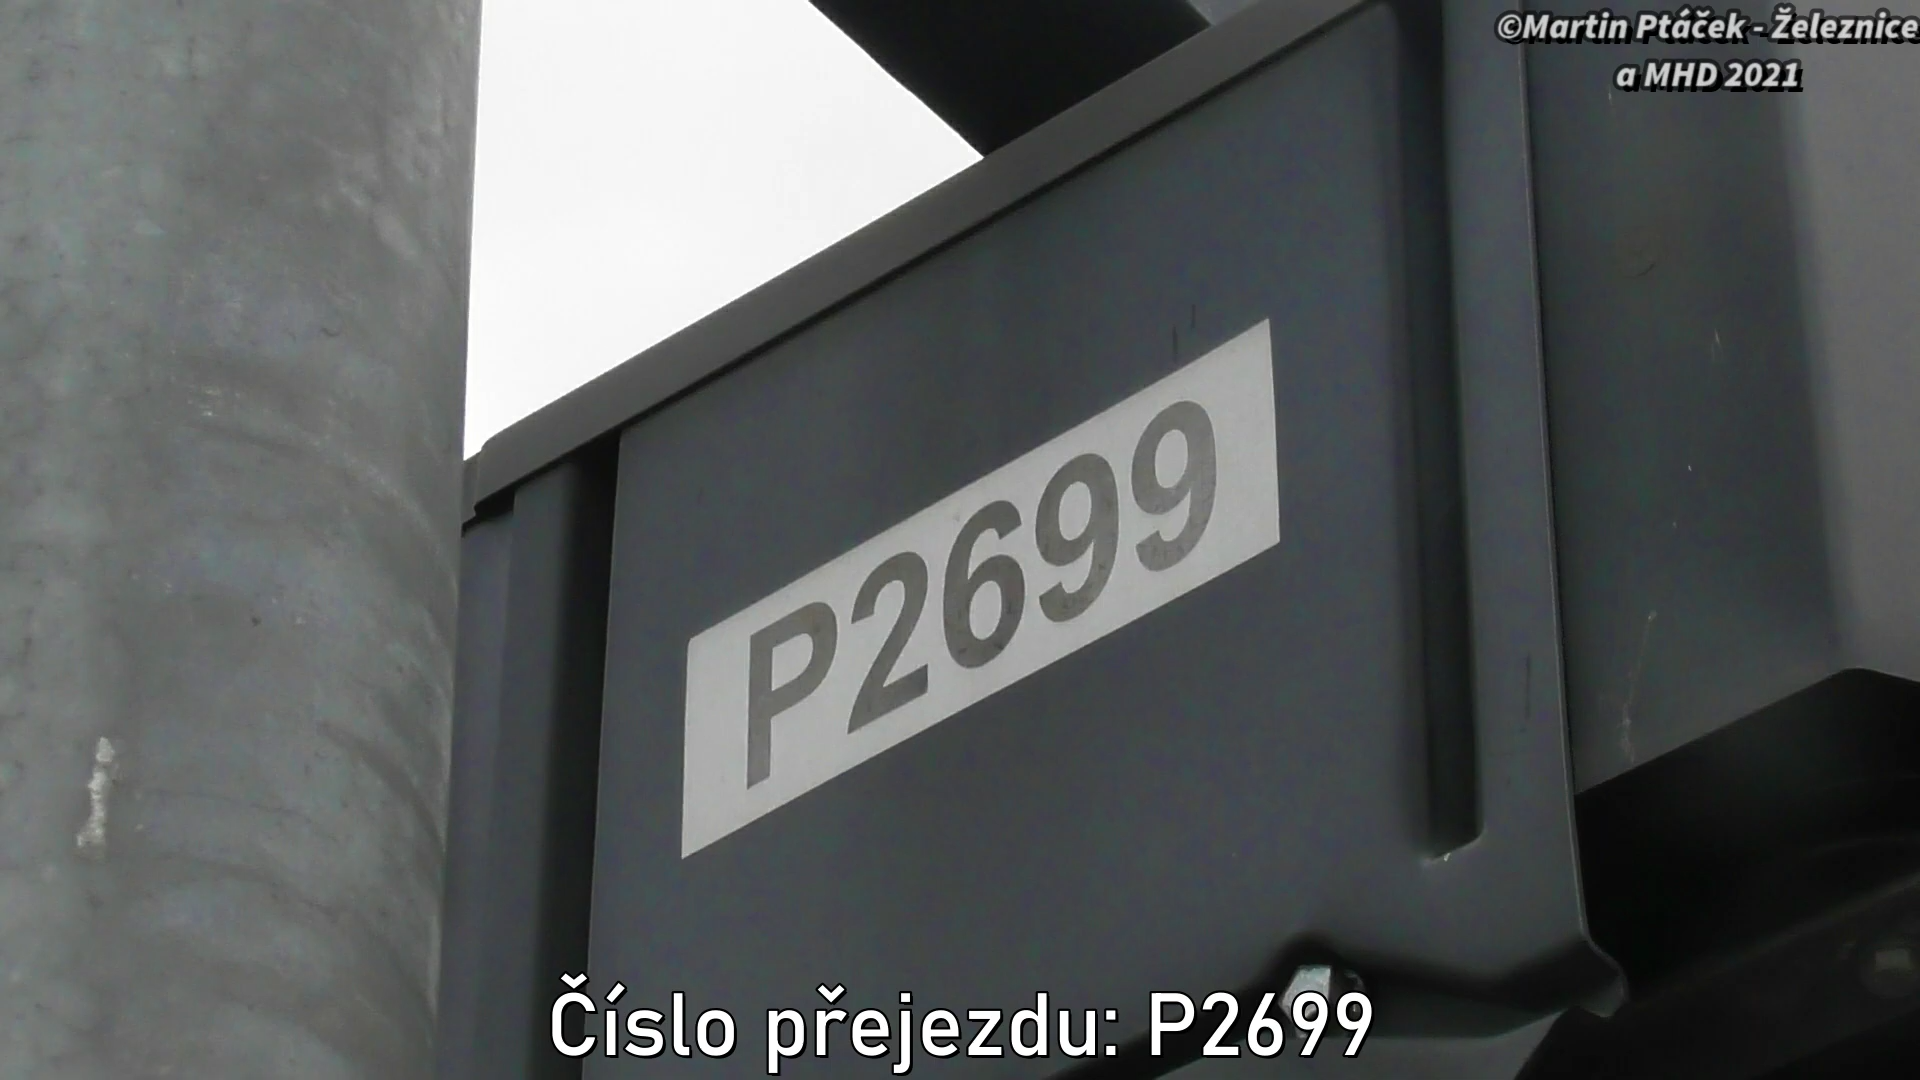 ©Martin Ptáček - Železnice
a MHD 2021
P2699
Číslo přejezdu: P2699